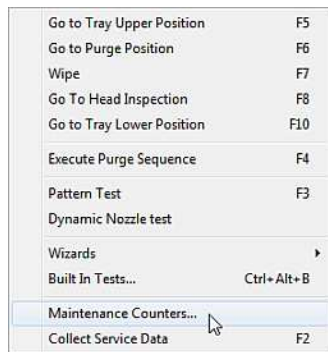 Go to Tray Upper Position F5
Go to Purge Position F6
Wipe F7
Go To Head Inspection F8
Go to Tray Lower Position F10
Execute Purge Sequence F4
Pattern Test F3
Dynamic Nozzle test
Wizards
Built In Tests... Ctrl+Alt+B
Maintenance Counters...
Collect Service Data F2